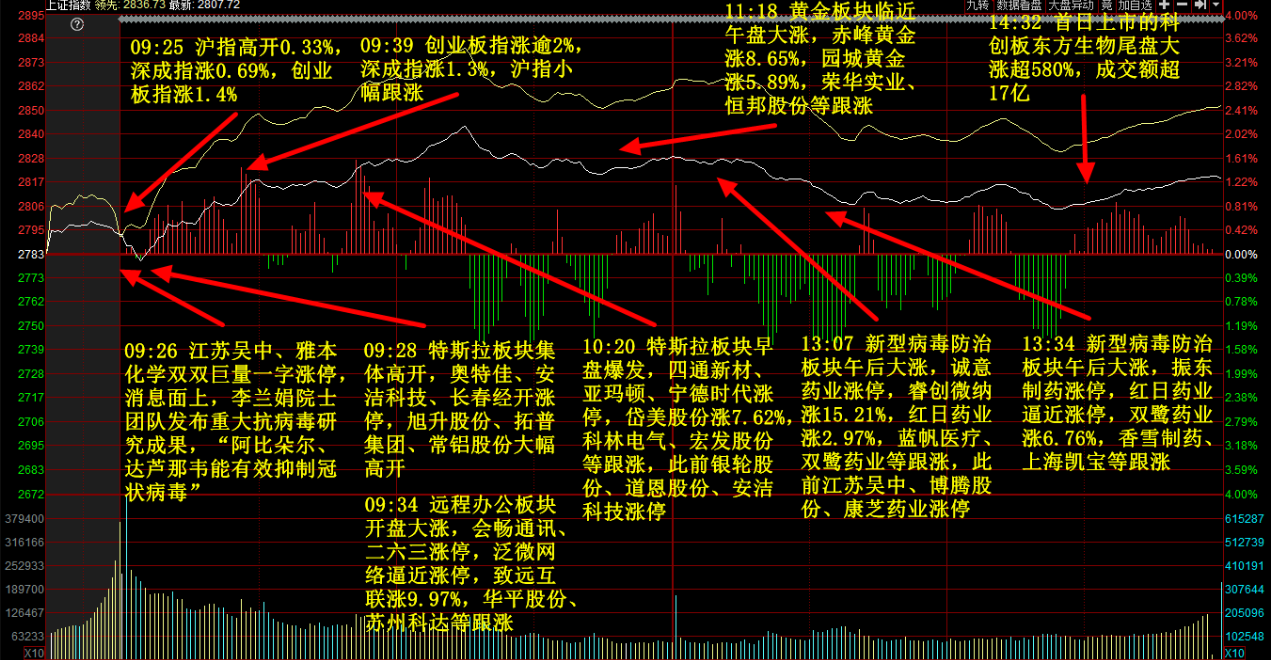 上证指数 领先: 2836.73 最新: 2807.72
九转 数据看盘 大盘异动 竞 加自选
2895
2884
2873
2862
2850
2840
2828
2817
2806
2795
2783
2773
2762
2750
2739
2728
2717
2706
2695
2683
2672
379400
316166
252933
189700
126467
63233
X10
09:25 沪指高开0.33%,
深成指涨0.69%, 创业
板指涨1.4%
09:39 创业板指涨逾2%,
深成指涨1.3%, 沪指小
幅跟涨
11:18 黄金板块临近
午盘大涨, 赤峰黄金
涨8.65%, 园城黄金
涨5.89%, 荣华实业、
恒邦股份等跟涨
14:32 首日上市的科
创板东方生物尾盘大
涨超580%, 成交额超
17亿
09:26 江苏吴中、雅本
化学双双巨量一字涨停,
消息面上, 李兰娟院士
团队发布重大抗病毒研
究成果, “阿比朵尔、
达芦那韦能有效抑制冠
状病毒”
09:28 特斯拉板块集
体高开, 奥特佳、安
洁科技、长春经开涨
停, 旭升股份、拓普
集团、常铝股份大幅
高开
09:34 远程办公板块
开盘大涨, 会畅通讯、
二六三涨停, 泛微网
络逼近涨停, 致远互
联涨9.97%, 华平股份、
苏州科达等跟涨
10:20 特斯拉板块早
盘爆发, 四通新材、
亚玛顿、宁德时代涨
停, 岱美股份涨7.62%,
科林电气、宏发股份
等跟涨, 此前银轮股
份、道恩股份、安洁
科技涨停
13:07 新型病毒防治
板块午后大涨, 诚意
药业涨停, 睿创微纳
涨15.21%, 红日药业
涨2.97%, 蓝帆医疗、
双鹭药业等跟涨, 此
前江苏吴中、博腾股
份、康芝药业涨停
13:34 新型病毒防治
板块午后大涨, 振东
制药涨停, 红日药业
逼近涨停, 双鹭药业
涨6.76%, 香雪制药、
上海凯宝等跟涨
4.00%
3.62%
3.21%
2.82%
2.41%
2.02%
1.61%
1.22%
0.81%
0.42%
0.00%
0.39%
0.78%
1.19%
1.58%
1.99%
2.38%
2.79%
3.18%
3.59%
4.00%
615287
512739
410191
307644
205096
102548
X10